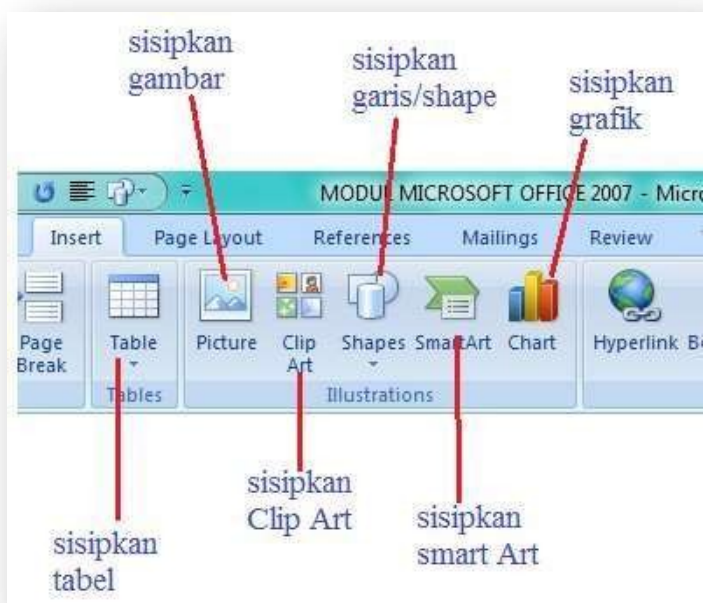 sisipkan
gambar
sisipkan
garis/shape
sisipkan
grafik
MODUL MICROSOFT OFFICE 2007 - Micro
Insert Page Layout References Mailings Review
Page
Break
Table
Picture
Clip
Art
Shapes
SmartArt
Chart
Hyperlink
Tables
Illustrations
sisipkan
Clip Art
sisipkan
smart Art
sisipkan
tabel